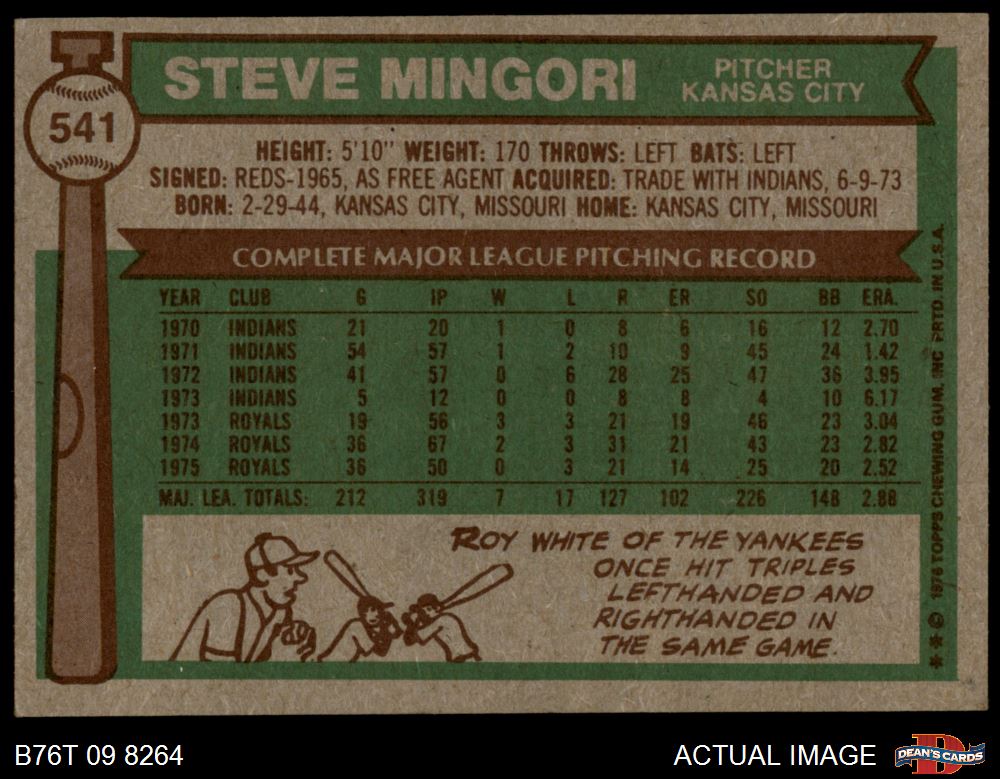 STEVE MINGORI
PITCHER
KANSAS CITY
541
HEIGHT: 5'10" WEIGHT: 170 THROWS: LEFT BATS: LEFT
SIGNED: REDS-1965, AS FREE AGENT ACQUIRED: TRADE WITH INDIANS, 6-9-73
BORN: 2-29-44, KANSAS CITY, MISSOURI HOME: KANSAS CITY, MISSOURI
COMPLETE MAJOR LEAGUE PITCHING RECORD
YEAR CLUB G IP W L R ER SO BB ERA.
1970 INDIANS 21 20 1 0 8 6 16 12 2.70
1971 INDIANS 54 57 1 2 10 9 45 24 1.42
1972 INDIANS 41 57 0 6 28 25 47 36 3.95
1973 INDIANS 5 12 0 0 8 8 4 10 6.17
1973 ROYALS 19 56 3 3 21 19 46 23 3.04
1974 ROYALS 36 67 2 3 31 21 43 23 2.82
1975 ROYALS 36 50 0 3 21 14 25 20 2.52
MAJ. LEA. TOTALS: 212 319 7 17 127 102 226 148 2.88
ROY WHITE OF THE YANKEES
ONCE HIT TRIPLES
LEFTHANDED AND
RIGHTHANDED IN
THE SAME GAME.
**© 1976 TOPPS CHEWING GUM, INC. PRTD. IN U.S.A.
B76T 09 8264
ACTUAL IMAGE
DEAN'S CARDS